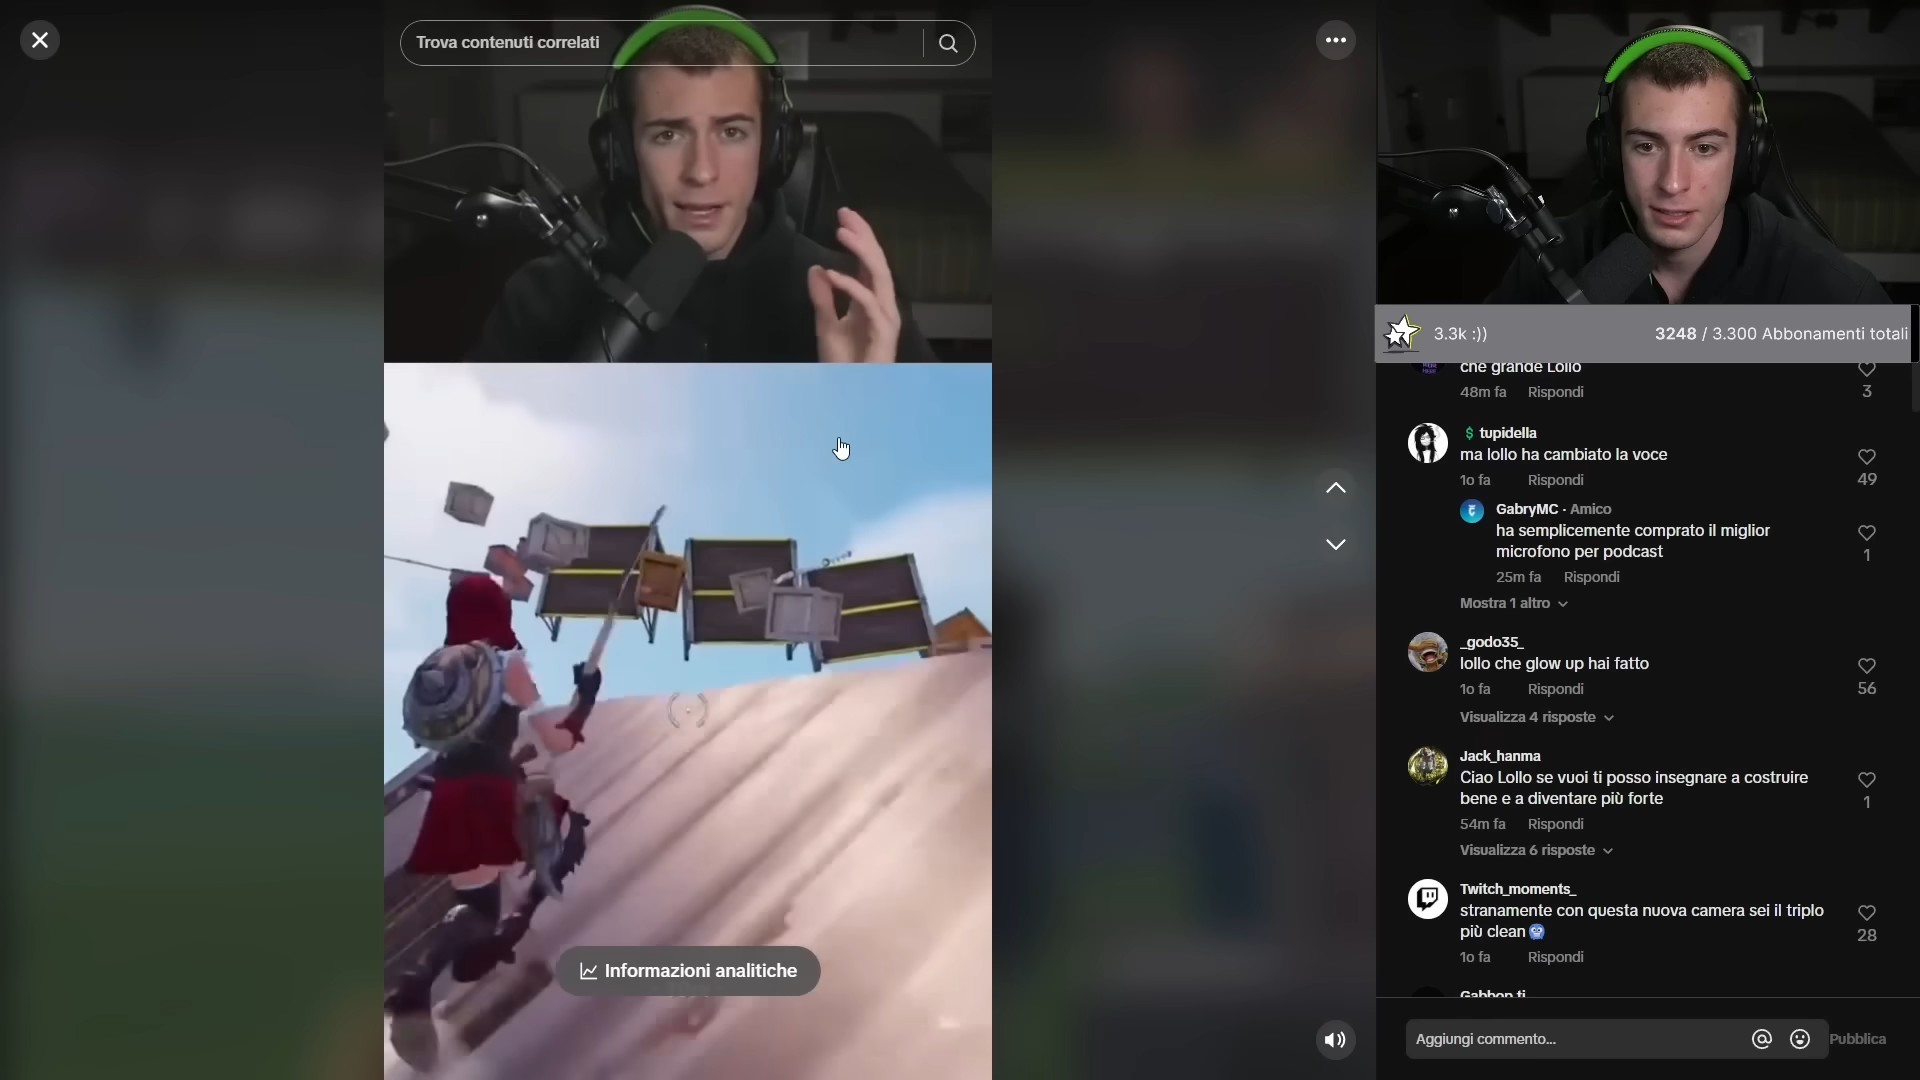 Trova contenuti correlati
3.3k :))
3248 / 3.300 Abbonamenti totali
che grande Lollo
48m fa Rispondi
3
tupidella
ma lollo ha cambiato la voce
1o fa Rispondi
49
GabryMC · Amico
ha semplicemente comprato il miglior
microfono per podcast
1
25m fa Rispondi
Mostra 1 altro
_godo35_
lollo che glow up hai fatto
1o fa Rispondi
56
Visualizza 4 risposte
Jack_hanma
Ciao Lollo se vuoi ti posso insegnare a costruire
bene e a diventare più forte
1
54m fa Rispondi
Visualizza 6 risposte
Twitch_moments_
stranamente con questa nuova camera sei il triplo
più clean
28
1o fa Rispondi
Informazioni analitiche
Aggiungi commento...
Pubblica